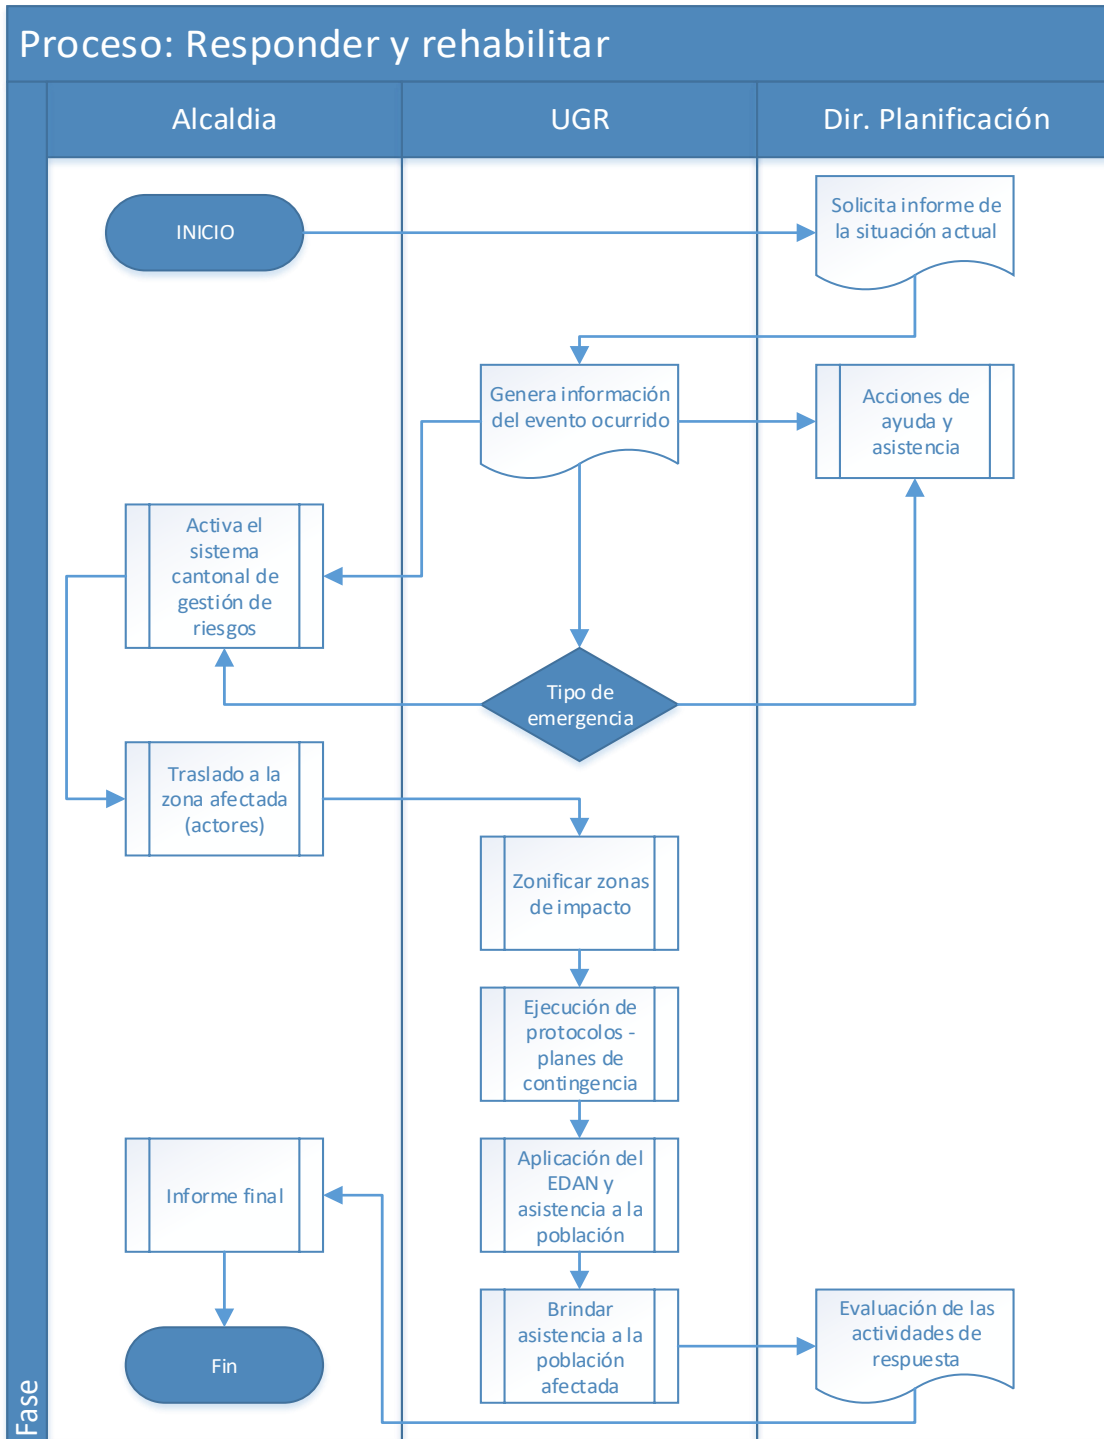 Proceso: Responder y rehabilitar
Alcaldia
UGR
Dir. Planificación
INICIO
Solicita informe de
la situación actual
Genera información
del evento ocurrido
Acciones de
ayuda y
asistencia
Activa el
sistema
cantonal de
gestión de
riesgos
Tipo de
emergencia
Traslado a la
zona afectada
(actores)
Zonificar zonas
de impacto
Ejecución de
protocolos -
planes de
contingencia
Aplicación del
EDAN y
asistencia a la
población
Informe final
Brindar
asistencia a la
población
afectada
Evaluación de las
actividades de
respuesta
Fin
Fase